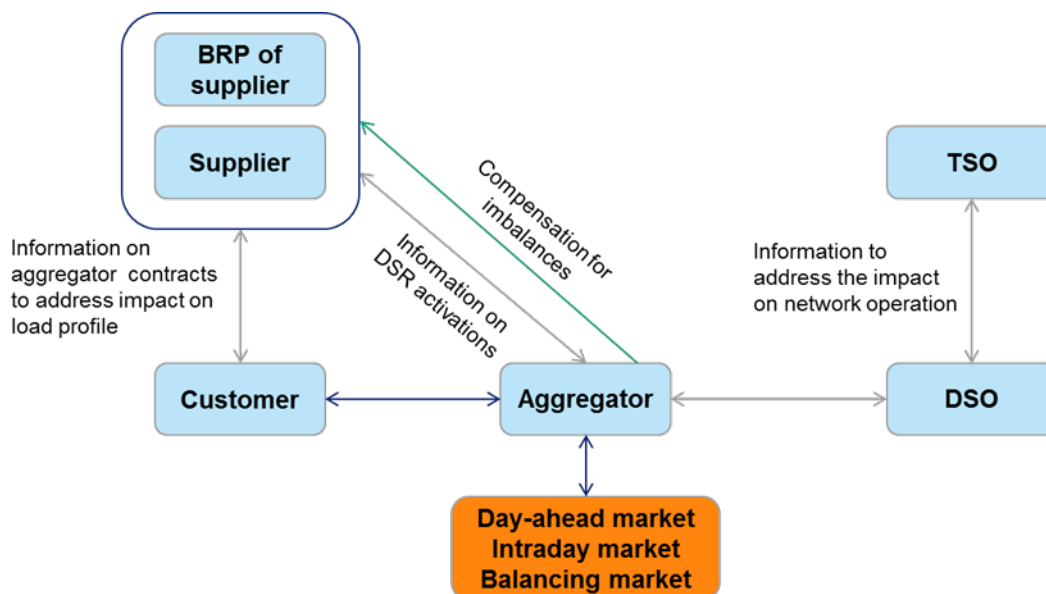 BRP of
supplier
Supplier
TSO
Compensation for
imbalances
Information on
DSR activations
Information on
aggregator contracts
to address impact on
load profile
Information to
address the impact
on network operation
Customer
Aggregator
DSO
Day-ahead market
Intraday market
Balancing market